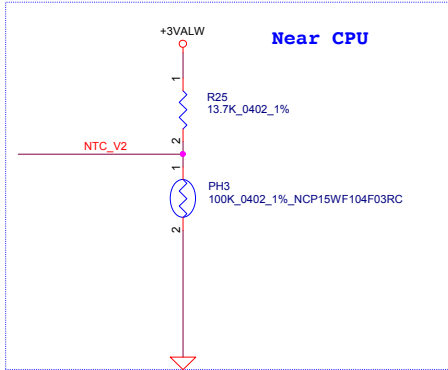 +3VALW
Near CPU
1
R25
13.7K_0402_1%
2
NTC_V2
1
PH3
100K_0402_1%_NCP15WF104F03RC
2